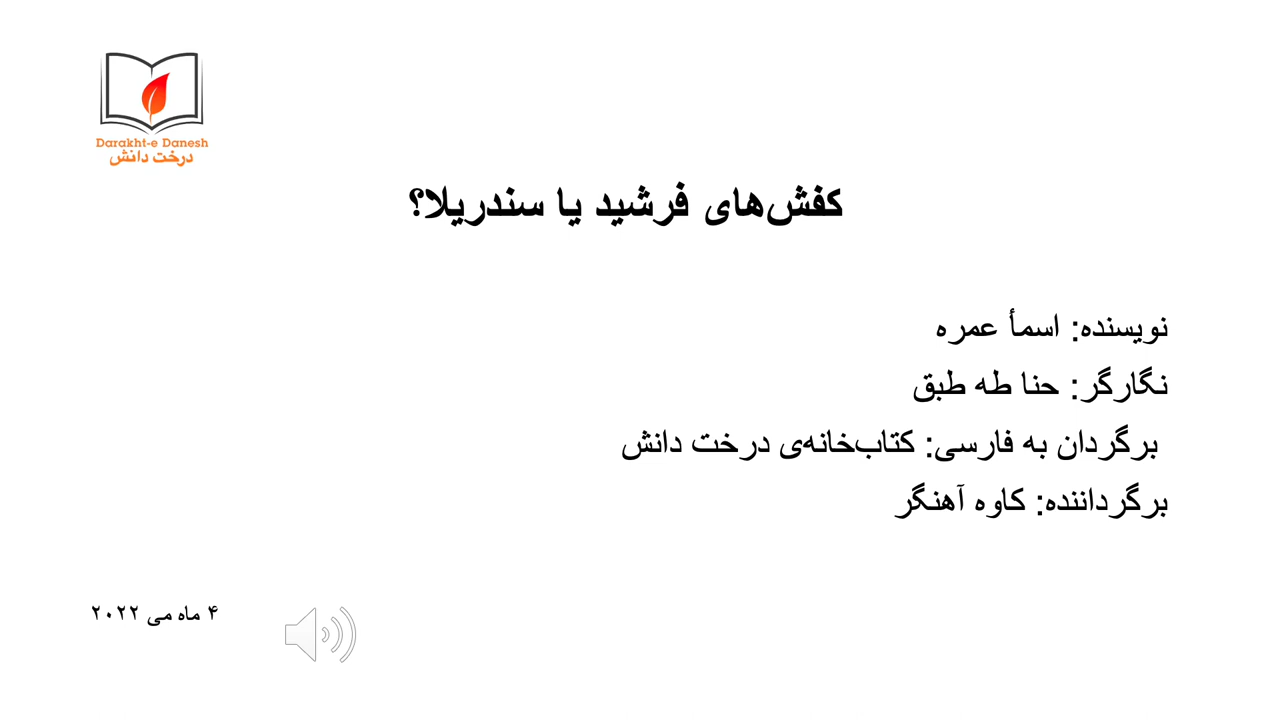 Darakht-e Danesh
درخت دانش
کفش‌های فرشید یا سندریلا؟
نویسنده: اسمأ عمره
نگارگر: حنا طه طبق
برگردان به فارسی: کتاب‌خانه‌ی درخت دانش
برگرداننده: کاوه آهنگر
۴ ماه می ۲۰۲۲